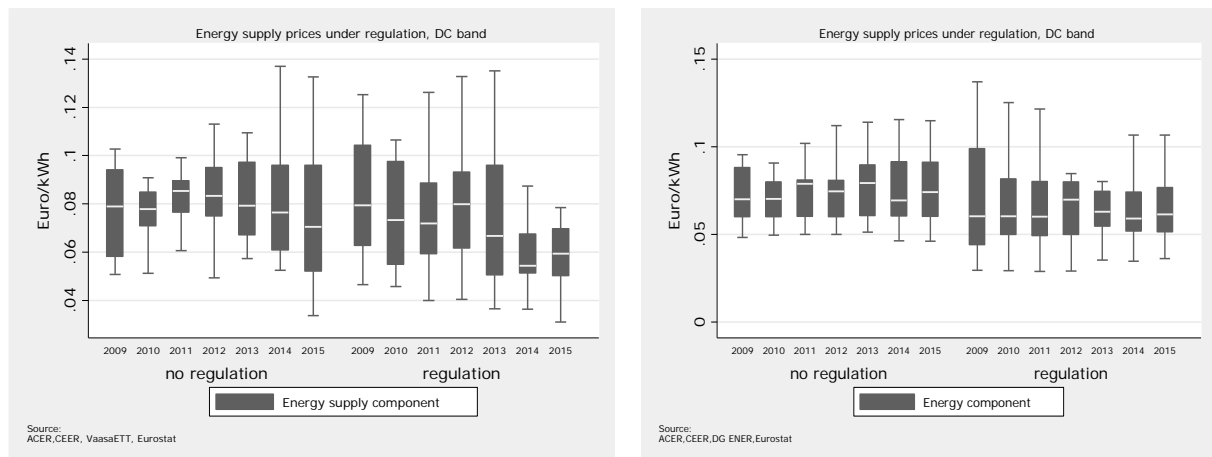 Energy supply prices under regulation, DC band
Euro/kWh
.14
.12
.1
.08
.06
.04
2009 2010 2011 2012 2013 2014 2015 2009 2010 2011 2012 2013 2014 2015
no regulation regulation
Energy supply component
Source:
ACER,CEER, VaasaETT, Eurostat
Energy supply prices under regulation, DC band
Euro/kWh
.15
.1
.05
0
2009 2010 2011 2012 2013 2014 2015 2009 2010 2011 2012 2013 2014 2015
no regulation regulation
Energy component
Source:
ACER,CEER,DG ENER,Eurostat